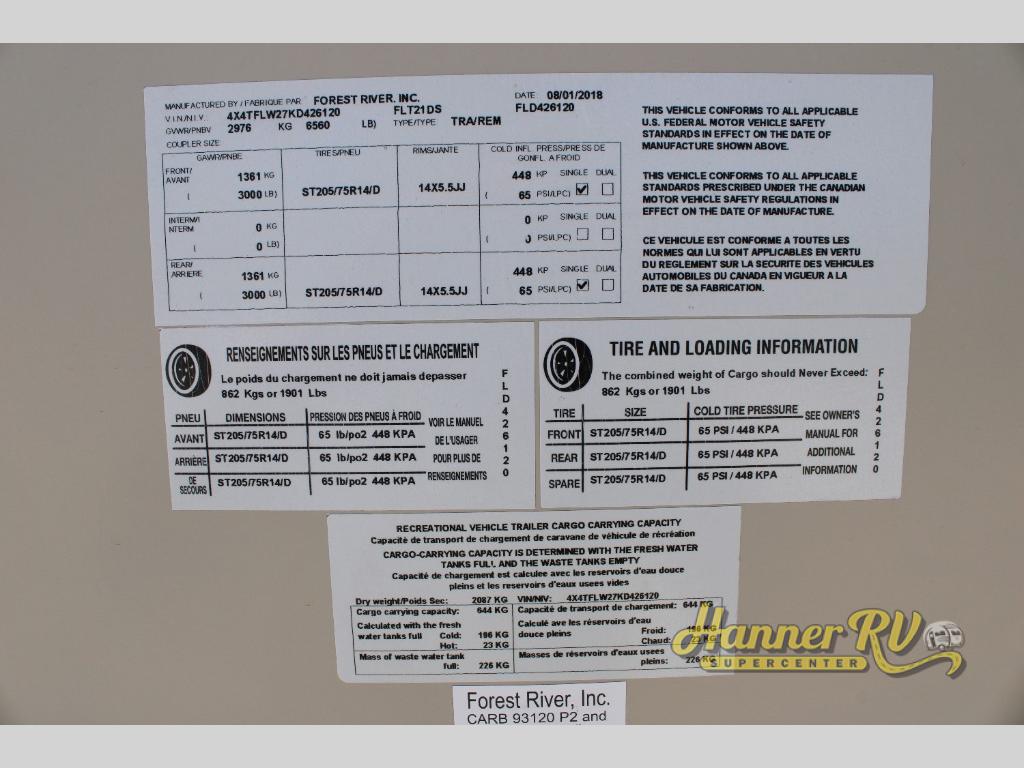 MANUFACTURED BY / FABRIQUE PAR FOREST RIVER, INC. DATE 08/01/2018
V.I.N/N.I.V. 4X4TFLW27KD426120 FLT21DS FLD426120
GVWR/PNBV 2976 KG 6560 LB) TYPE/TYPE TRA/REM
COUPLER SIZE
GAWR/PNBE TIRES/PNEU RIMS/JANTE COLD INFL PRESS/PRESS DE
GONFL. A FROID
FRONT/ AVANT 1361 KG ST205/75R14/D 14X5.5JJ 448 KP SINGLE DUAL
( 3000 LB) ( 65 PSI/LPC)
INTERM/I NTERM 0 KG 0 KP SINGLE DUAL
( 0 LB) ( PSI/LPC)
REAR/ ARRIERE 1361 KG 448 KP SINGLE DUAL
( 3000 LB) ST205/75R14/D 14X5.5JJ ( 65 PSI/LPC)
THIS VEHICLE CONFORMS TO ALL APPLICABLE
U.S. FEDERAL MOTOR VEHICLE SAFETY
STANDARDS IN EFFECT ON THE DATE OF
MANUFACTURE SHOWN ABOVE.
THIS VEHICLE CONFORMS TO ALL APPLICABLE
STANDARDS PRESCRIBED UNDER THE CANADIAN
MOTOR VEHICLE SAFETY REGULATIONS IN
EFFECT ON THE DATE OF MANUFACTURE.
CE VEHICULE EST CONFORME A TOUTES LES
NORMES QUI LUI SONT APPLICABLES EN VERTU
DU REGLEMENT SUR LA SECURITE DES VEHICULES
AUTOMOBILES DU CANADA EN VIGUEUR A LA
DATE DE SA FABRICATION.
RENSEIGNEMENTS SUR LES PNEUS ET LE CHARGEMENT
Le poids du chargement ne doit jamais depasser
862 Kgs or 1901 Lbs
PNEU DIMENSIONS PRESSION DES PNEUS À FROID
AVANT ST205/75R14/D 65 lb/po2 448 KPA
ARRIÈRE ST205/75R14/D 65 lb/po2 448 KPA
DE SECOURS ST205/75R14/D 65 lb/po2 448 KPA
VOIR LE MANUEL
DE L'USAGER
POUR PLUS DE
RENSEIGNEMENTS
FLD426120
TIRE AND LOADING INFORMATION
The combined weight of Cargo should Never Exceed:
862 Kgs or 1901 Lbs
TIRE SIZE COLD TIRE PRESSURE
FRONT ST205/75R14/D 65 PSI / 448 KPA
REAR ST205/75R14/D 65 PSI / 448 KPA
SPARE ST205/75R14/D 65 PSI / 448 KPA
SEE OWNER'S
MANUAL FOR
ADDITIONAL
INFORMATION
FLD426120
RECREATIONAL VEHICLE TRAILER CARGO CARRYING CAPACITY
Capacité de transport de chargement de caravane de véhicule de récréation
CARGO-CARRYING CAPACITY IS DETERMINED WITH THE FRESH WATER
TANKS FULL AND THE WASTE TANKS EMPTY
Capacité de chargement est calculee avec les reservoirs d'eau douce
pleins et les reservoirs d'eaux usees vides
Dry weight/Poids Sec: 2087 KG VIN/NIV: 4X4TFLW27KD426120
Cargo carrying capacity: 644 KG Capacité de transport de chargement: 644 KG
Calculated with the fresh Calculé ave les réservoirs d'eau
water tanks full Cold: 196 KG douce pleins Froid: 196 KG
Hot: 23 KG Chaud: 23 KG
Mass of waste water tank Masses de réservoirs d'eaux usees
full: 226 KG pleins: 226 KG
Manner RV
SUPERCENTER
Forest River, Inc.
CARB 93120 P2 and